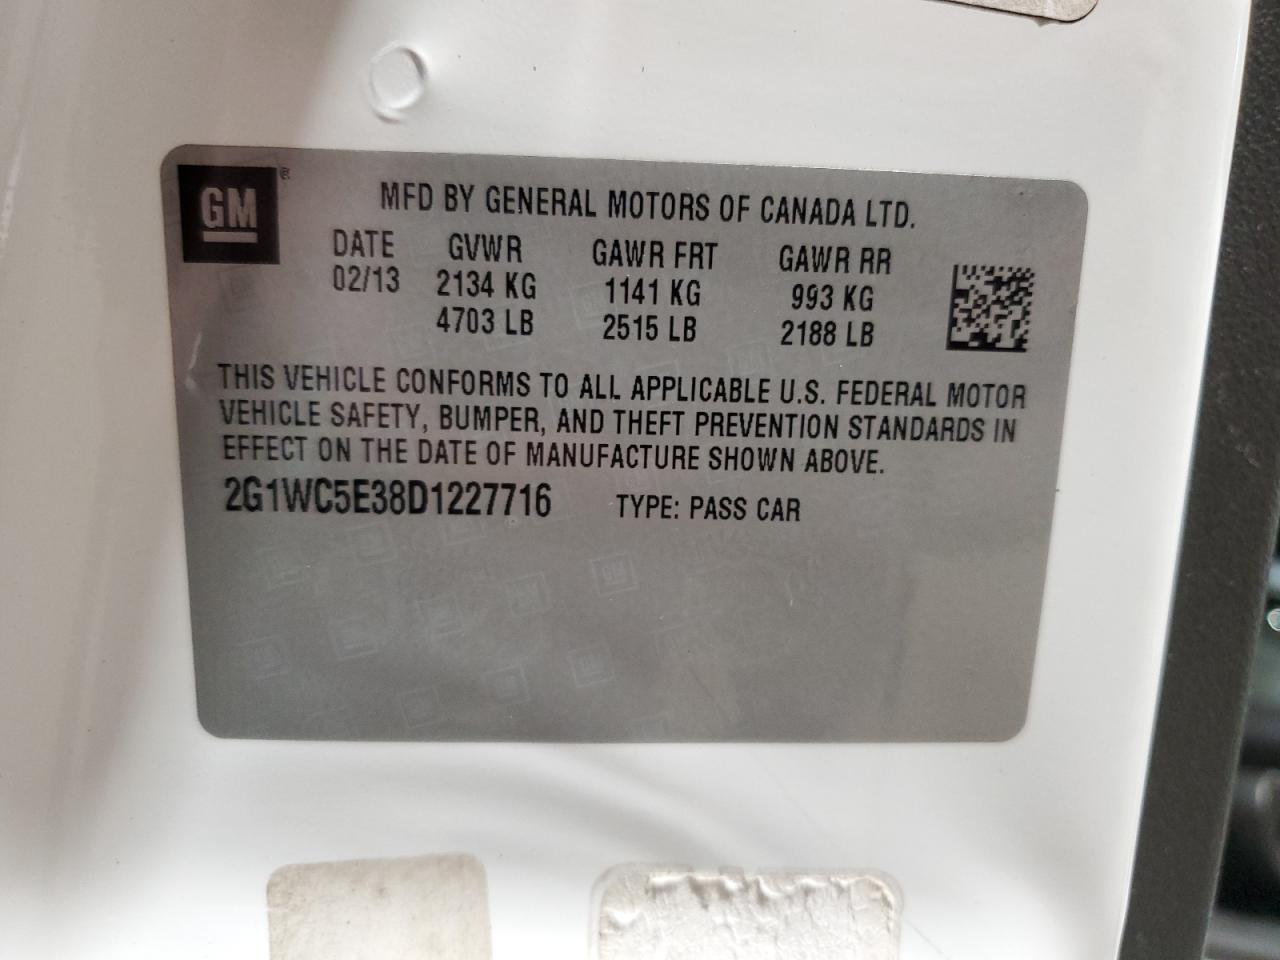 GM ®
MFD BY GENERAL MOTORS OF CANADA LTD.
DATE GVWR GAWR FRT GAWR RR
02/13 2134 KG 1141 KG 993 KG
4703 LB 2515 LB 2188 LB
THIS VEHICLE CONFORMS TO ALL APPLICABLE U.S. FEDERAL MOTOR
VEHICLE SAFETY, BUMPER, AND THEFT PREVENTION STANDARDS IN
EFFECT ON THE DATE OF MANUFACTURE SHOWN ABOVE.
2G1WC5E38D1227716 TYPE: PASS CAR